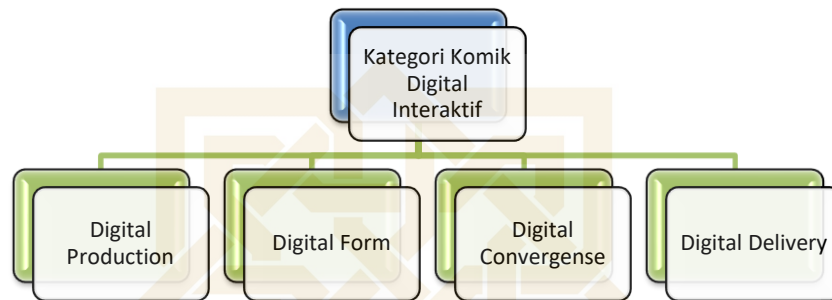 Kategori Komik
Digital
Interaktif
Digital
Production
Digital Form
Digital
Convergense
Digital Delivery